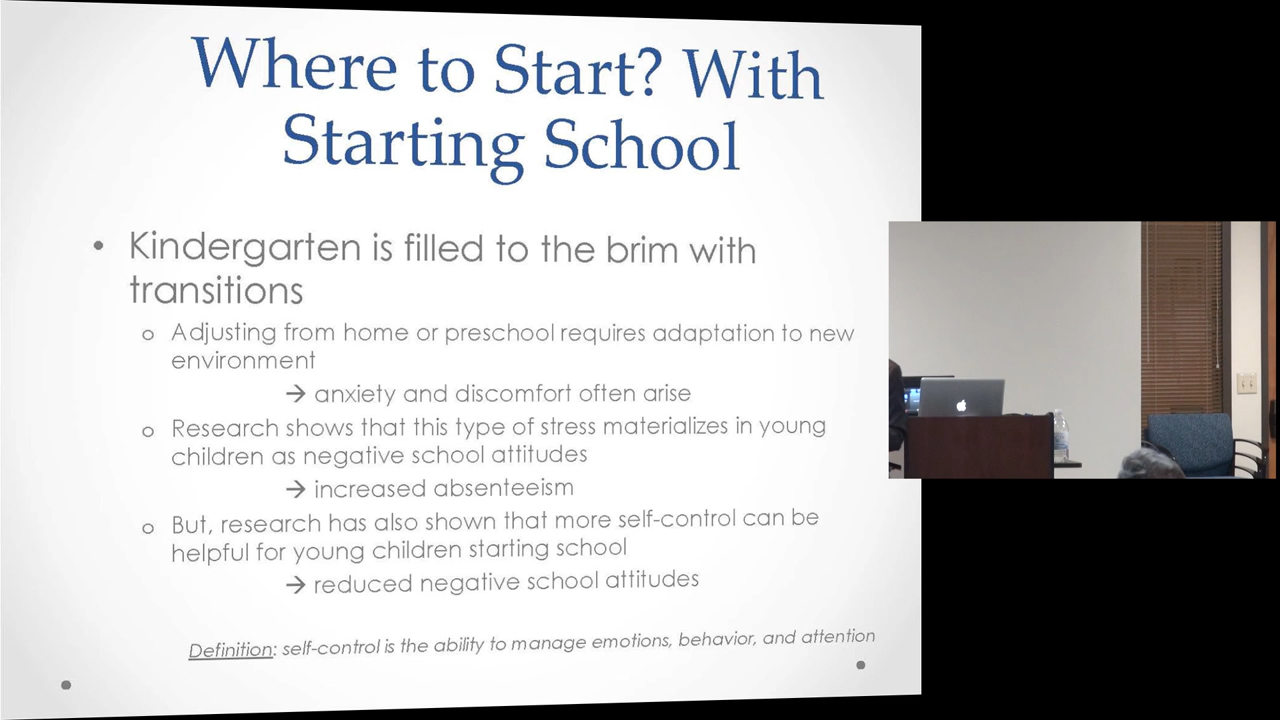 Where to Start? With
Starting School
• Kindergarten is filled to the brim with
transitions
o Adjusting from home or preschool requires adaptation to new
environment
→ anxiety and discomfort often arise
o Research shows that this type of stress materializes in young
children as negative school attitudes
→ increased absenteeism
o But, research has also shown that more self-control can be
helpful for young children starting school
→ reduced negative school attitudes
Definition: self-control is the ability to manage emotions, behavior, and attention